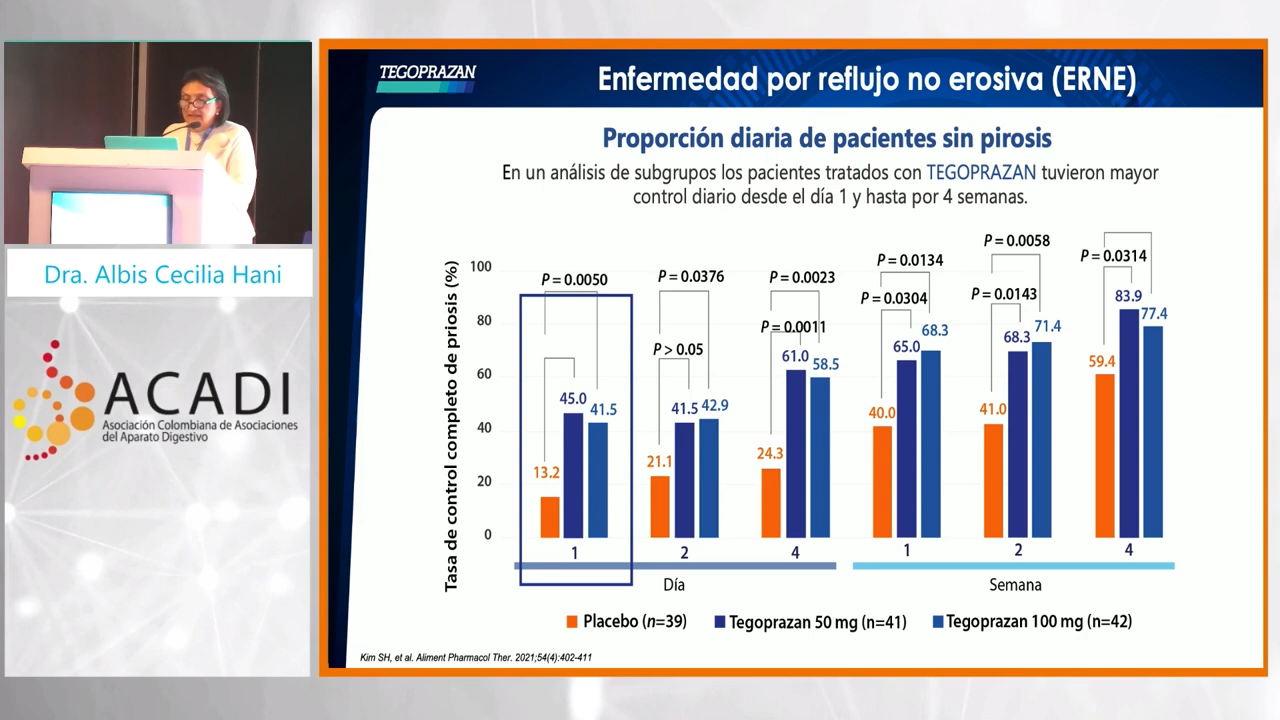 TEGOPRAZAN
Enfermedad por reflujo no erosiva (ERNE)
Proporción diaria de pacientes sin pirosis
En un análisis de subgrupos los pacientes tratados con TEGOPRAZAN tuvieron mayor
control diario desde el día 1 y hasta por 4 semanas.
Tasa de control completo de priosis (%)
100
80
60
40
20
0
P = 0.0050
13.2
45.0
41.5
1
P = 0.0376
P > 0.05
21.1
41.5
42.9
2
P = 0.0023
P = 0.0011
24.3
61.0
58.5
4
P = 0.0134
P = 0.0304
40.0
65.0
68.3
1
P = 0.0058
P = 0.0143
41.0
68.3
71.4
2
P = 0.0314
59.4
83.9
77.4
4
Día
Semana
Placebo (n=39)
Tegoprazan 50 mg (n=41)
Tegoprazan 100 mg (n=42)
Kim SH, et al. Aliment Pharmacol Ther. 2021;54(4):402-411
Dra. Albis Cecilia Hani
ACADI
Asociación Colombiana de Asociaciones
del Aparato Digestivo